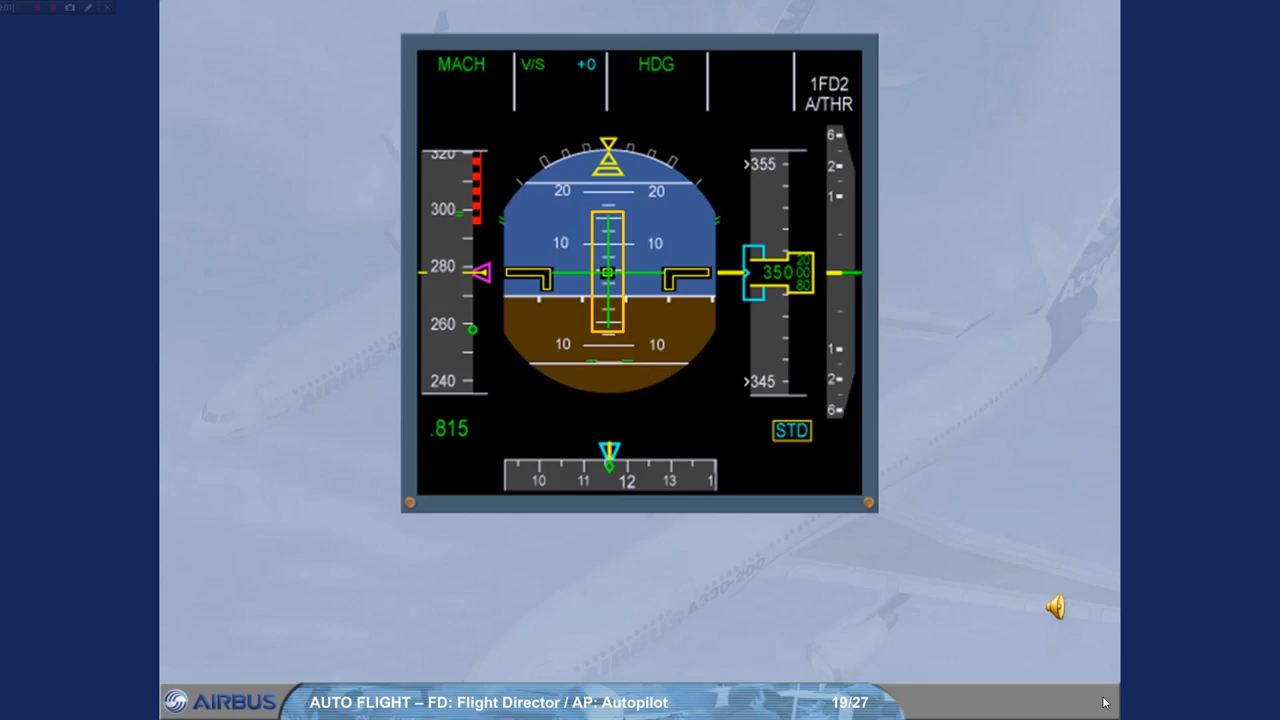 MACH V/S +0 HDG
1FD2
A/THR
6
320
355
2
300
20 20
1
10 10
280
350 20
00
80
260
10 10
1
240
345
2
6
.815
STD
10 11 12 13 1
A330-200
AIRBUS
AUTO FLIGHT – FD: Flight Director / AP: Autopilot
19/27